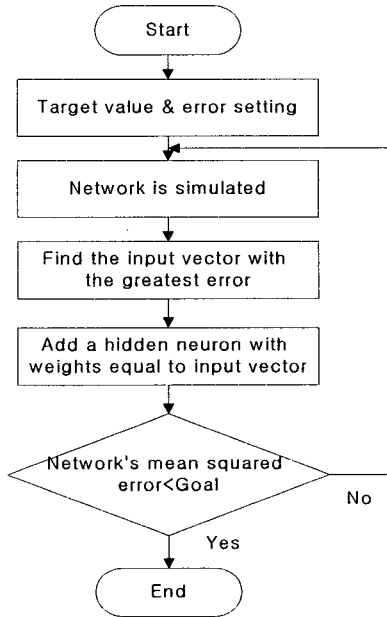 Start
Target value & error setting
Network is simulated
Find the input vector with
the greatest error
Add a hidden neuron with
weights equal to input vector
Network's mean squared
error<Goal
No
Yes
End